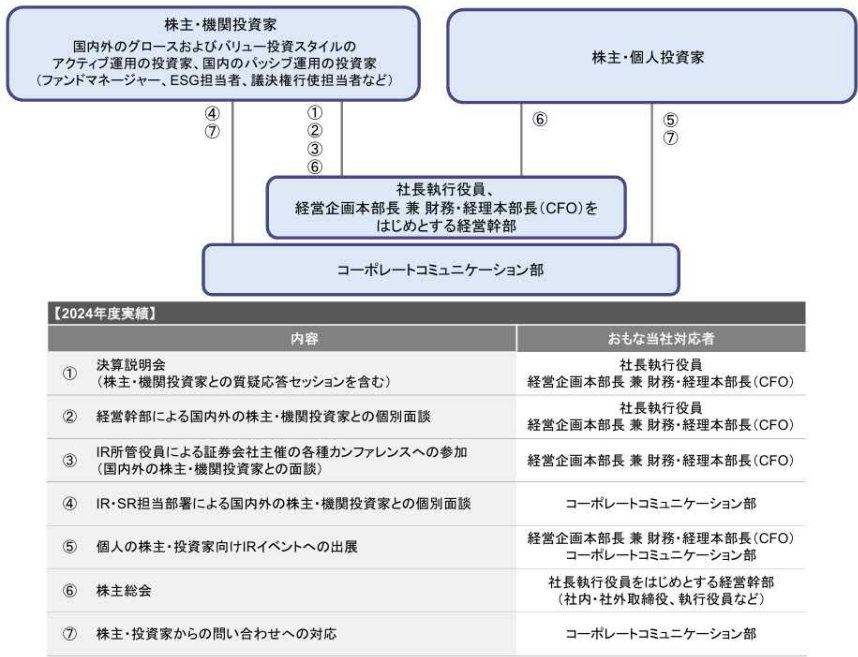 株主・機関投資家
国内外のグロースおよびバリュー投資スタイルの
アクティブ運用の投資家、国内のパッシブ運用の投資家
（ファンドマネージャー、ESG担当者、議決権行使担当者など）
株主・個人投資家
④
⑦
①
②
③
⑥
⑥
⑤
⑦
社長執行役員、
経営企画本部長 兼 財務・経理本部長（CFO）を
はじめとする経営幹部
コーポレートコミュニケーション部
【2024年度実績】
内容 おもな当社対応者
① 決算説明会
（株主・機関投資家との質疑応答セッションを含む）
社長執行役員
経営企画本部長 兼 財務・経理本部長（CFO）
② 経営幹部による国内外の株主・機関投資家との個別面談
社長執行役員
経営企画本部長 兼 財務・経理本部長（CFO）
③ IR所管役員による証券会社主催の各種カンファレンスへの参加
（国内外の株主・機関投資家との面談）
経営企画本部長 兼 財務・経理本部長（CFO）
④ IR・SR担当部署による国内外の株主・機関投資家との個別面談
コーポレートコミュニケーション部
⑤ 個人の株主・投資家向けIRイベントへの出展
経営企画本部長 兼 財務・経理本部長（CFO）
コーポレートコミュニケーション部
⑥ 株主総会
社長執行役員をはじめとする経営幹部
（社内・社外取締役、執行役員など）
⑦ 株主・投資家からの問い合わせへの対応
コーポレートコミュニケーション部